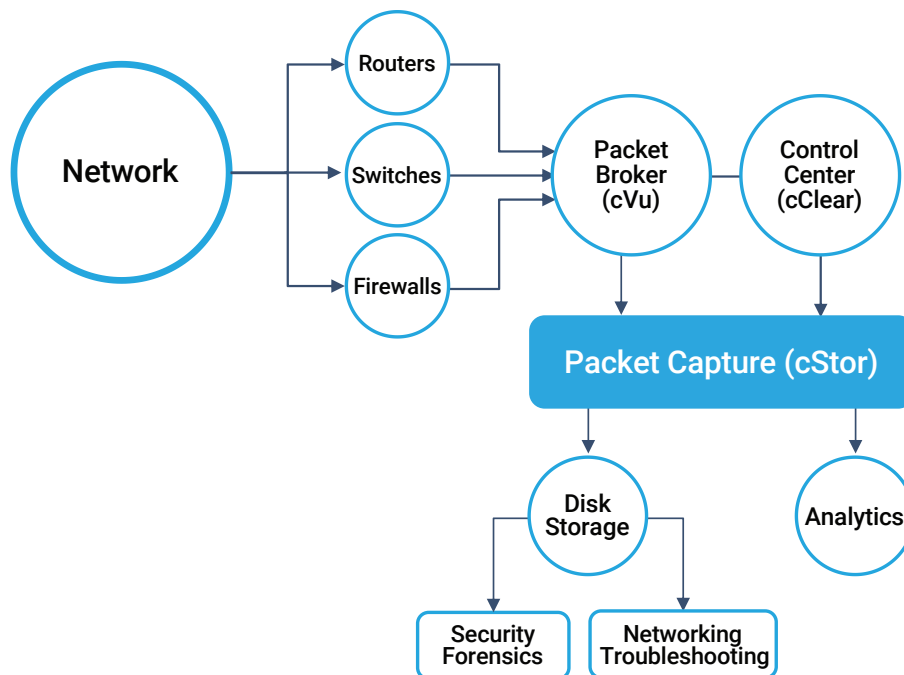 Network
Routers
Switches
Firewalls
Packet
Broker
(cVu)
Control
Center
(cClear)
Packet Capture (cStor)
Disk
Storage
Analytics
Security
Forensics
Networking
Troubleshooting